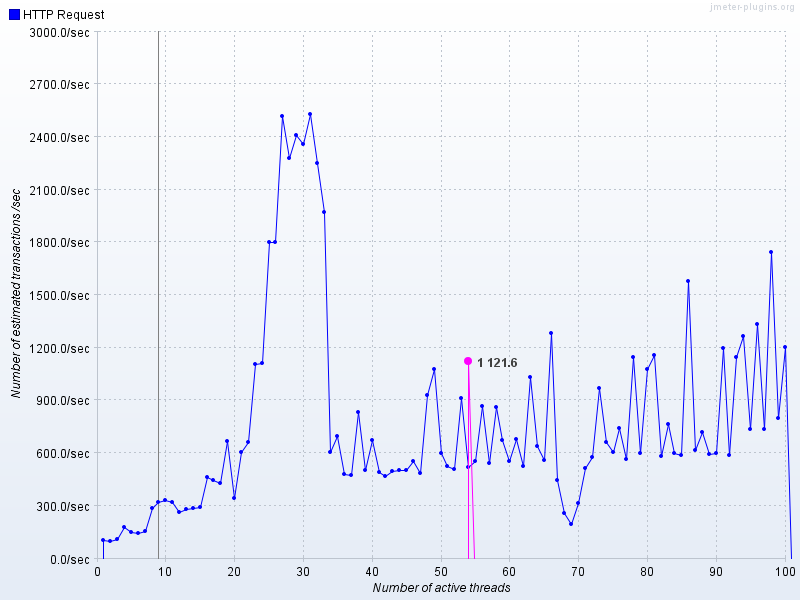 jmeter-plugins.org
HTTP Request
3000.0/sec
2700.0/sec
2400.0/sec
2100.0/sec
1800.0/sec
1500.0/sec
1200.0/sec
900.0/sec
600.0/sec
300.0/sec
0.0/sec
Number of estimated transactions /sec
1 121.6
0 10 20 30 40 50 60 70 80 90 100
Number of active threads